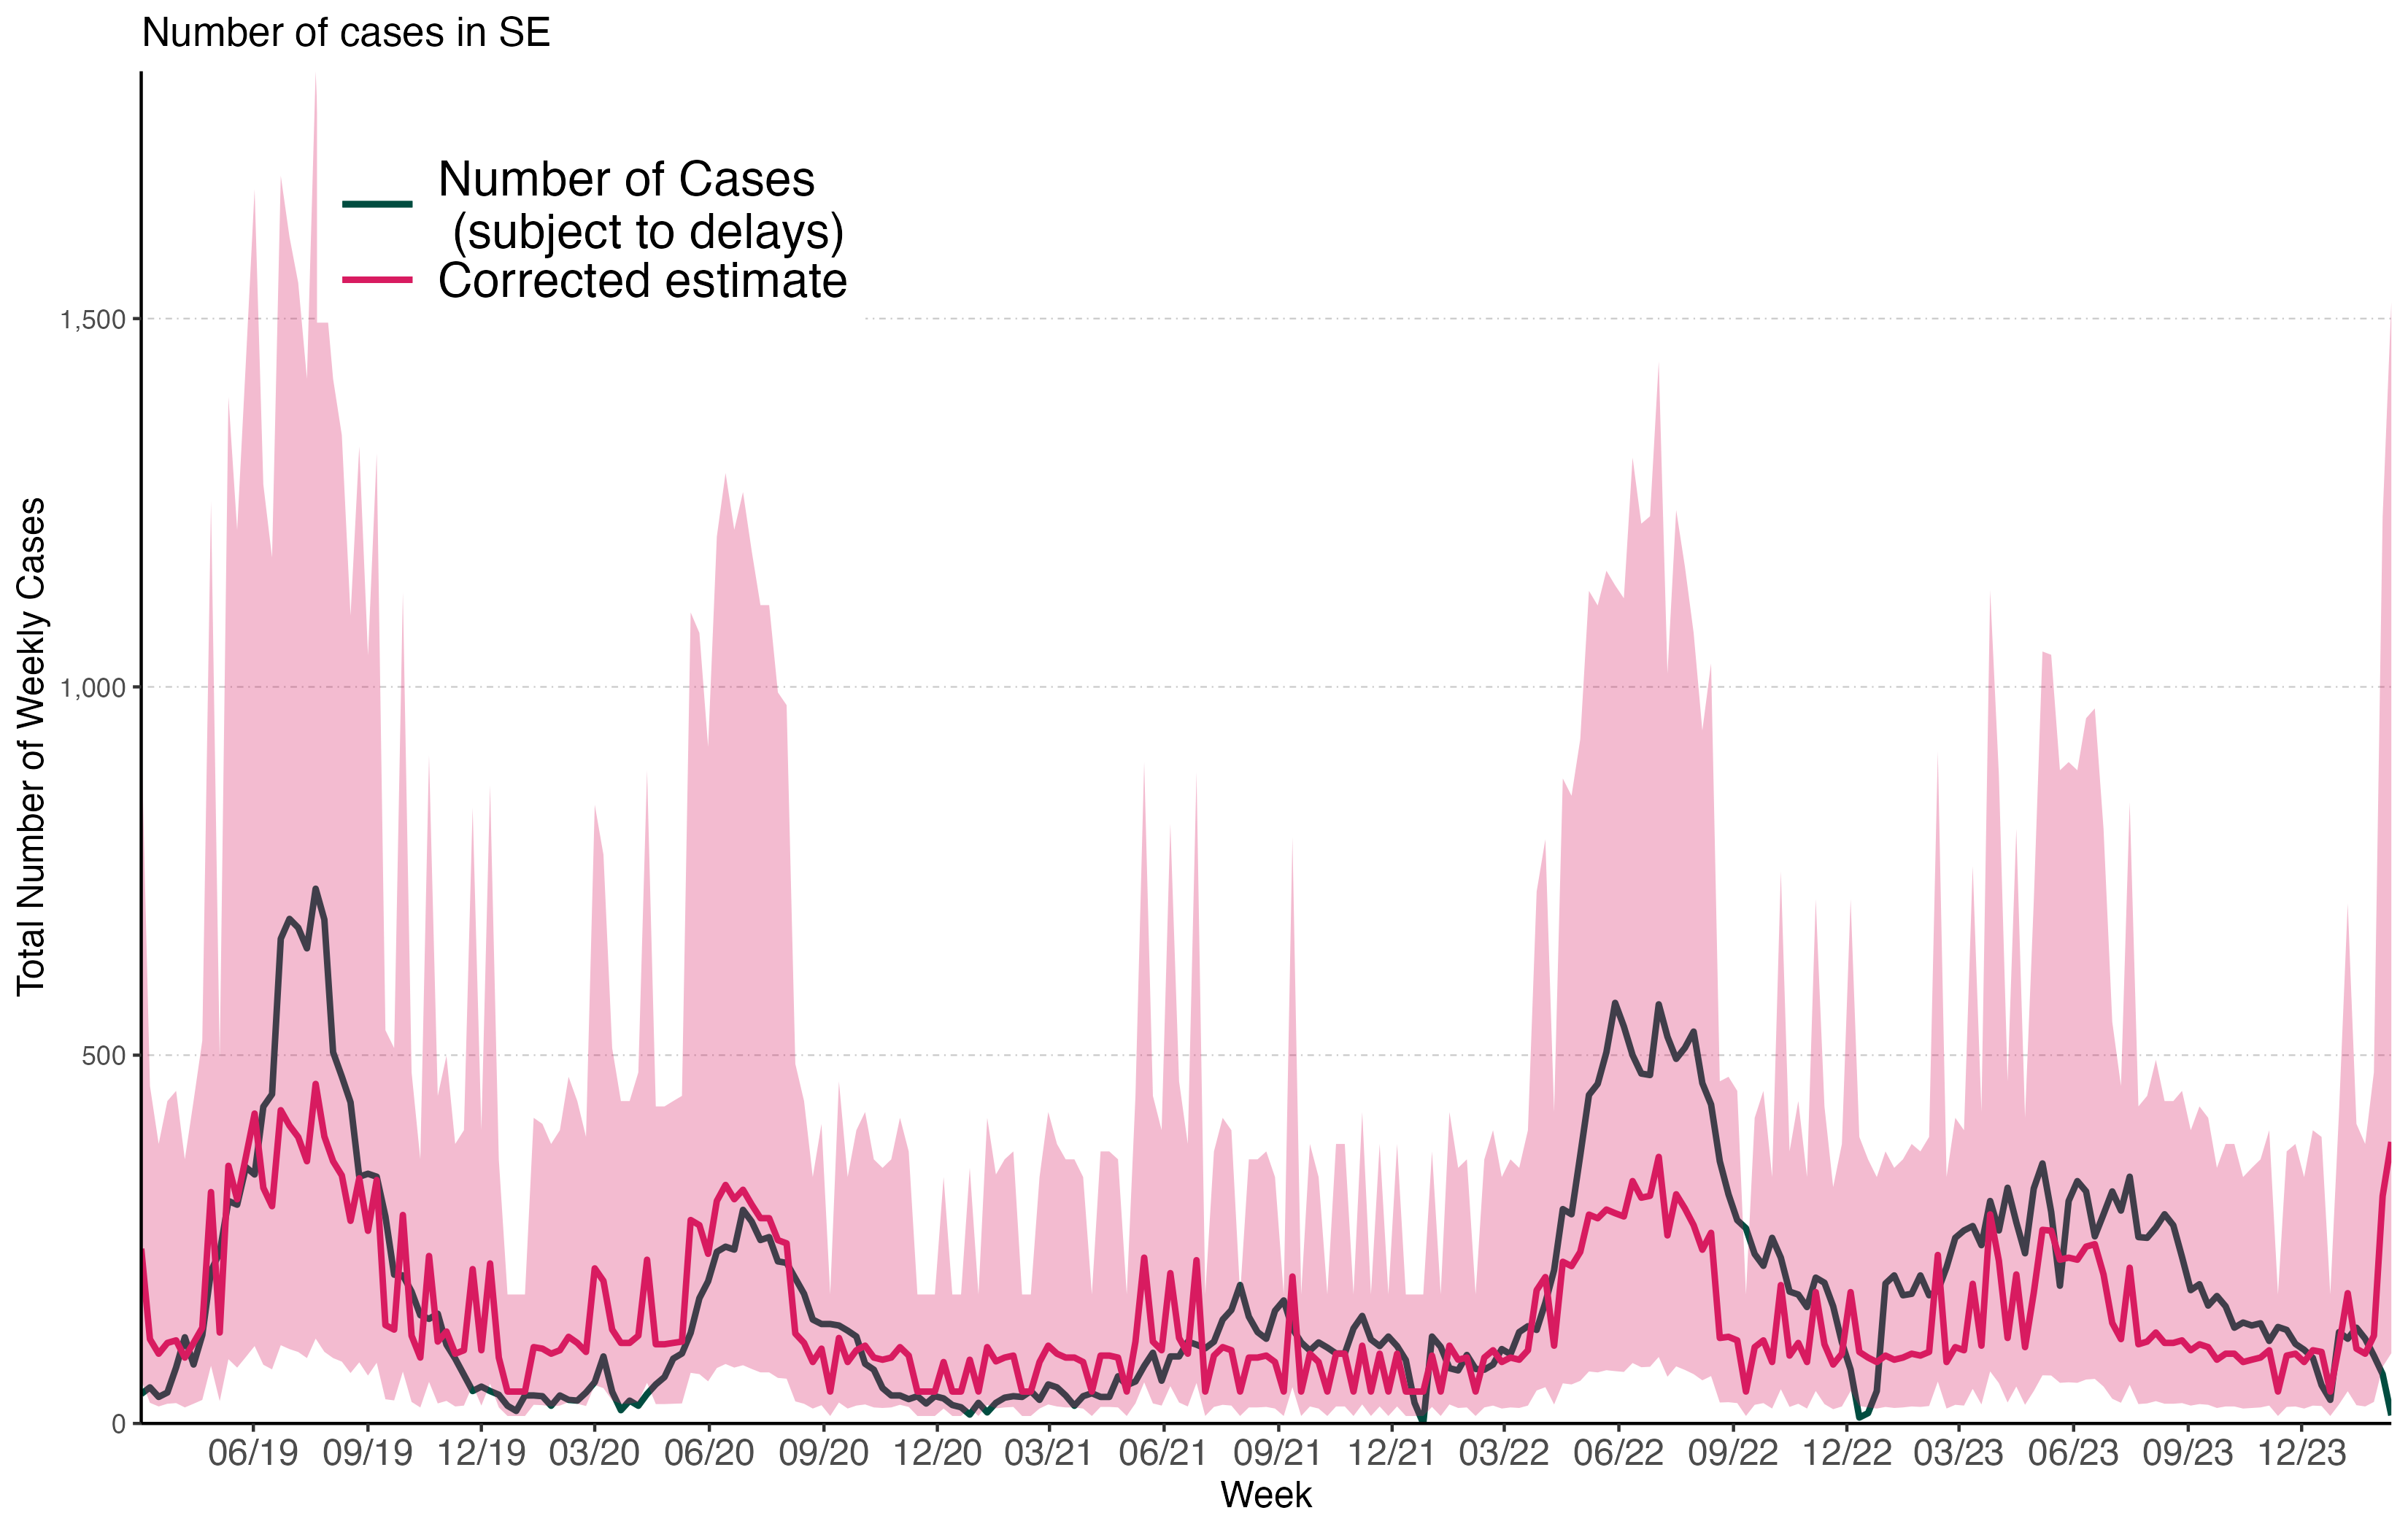 Number of cases in SE
Number of Cases
(subject to delays)
Corrected estimate
Total Number of Weekly Cases
1,500
1,000
500
0
06/19 09/19 12/19 03/20 06/20 09/20 12/20 03/21 06/21 09/21 12/21 03/22 06/22 09/22 12/22 03/23 06/23 09/23 12/23
Week